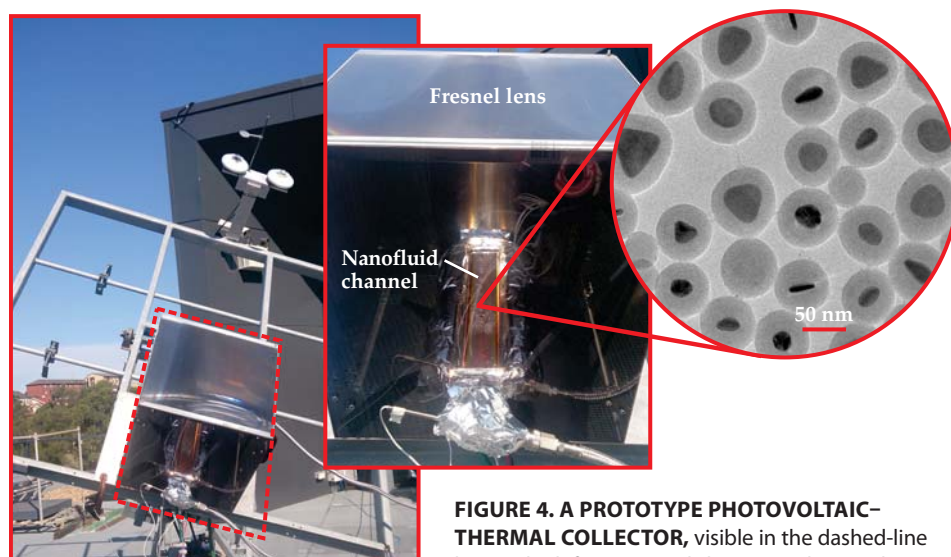 Fresnel lens
Nanofluid
channel
50 nm
FIGURE 4. A PROTOTYPE PHOTOVOLTAIC–
THERMAL COLLECTOR, visible in the dashed-line